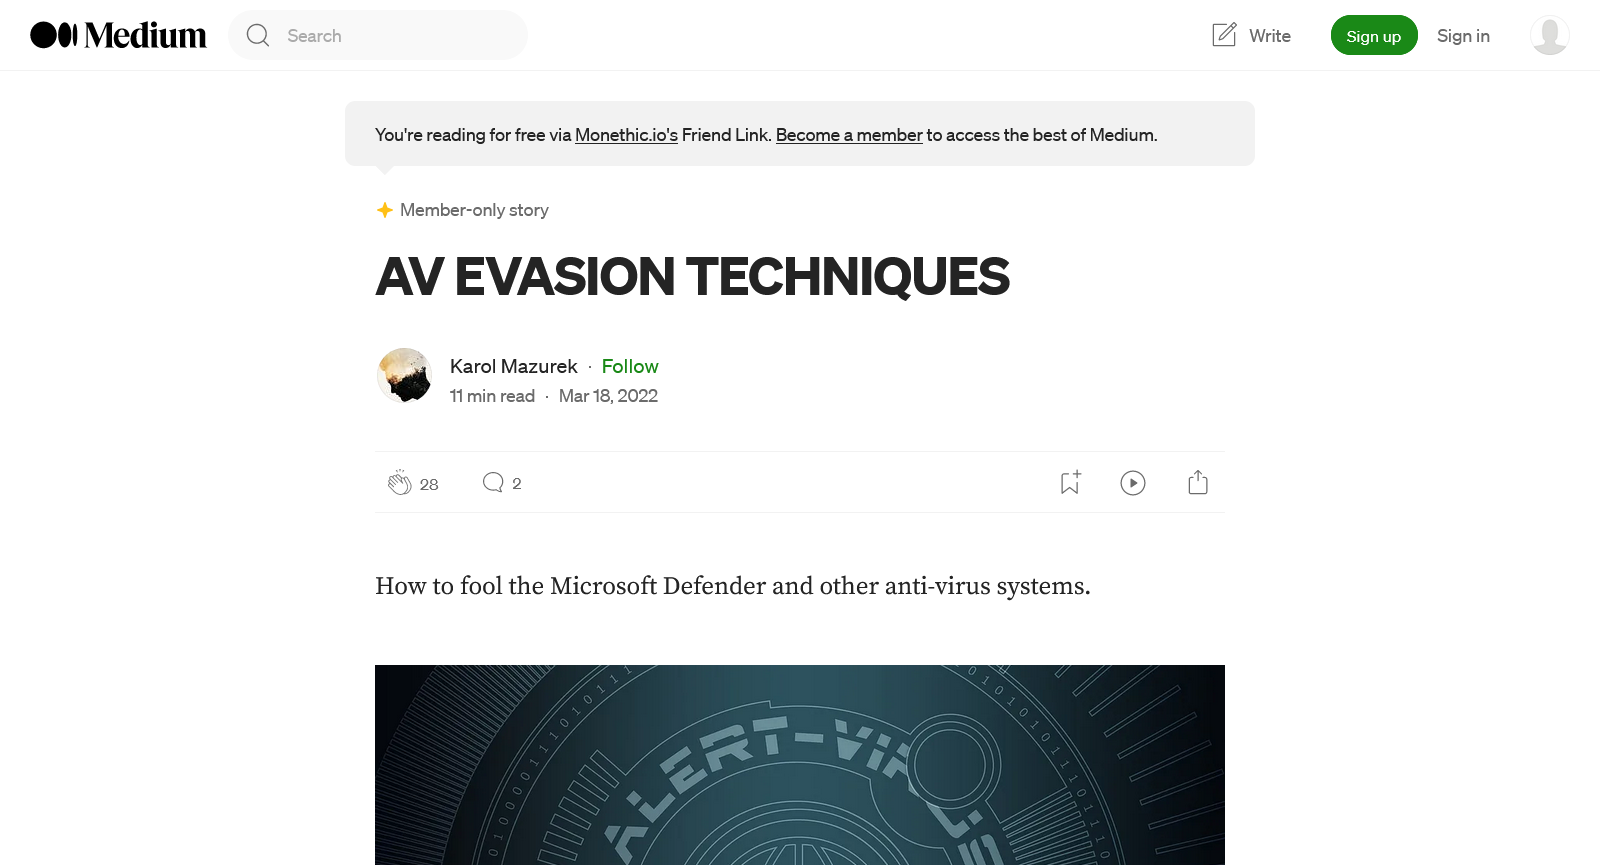 Medium
Search
Write
Sign up
Sign in
You're reading for free via Monethic.io's Friend Link. Become a member to access the best of Medium.
Member-only story
AV EVASION TECHNIQUES
Karol Mazurek · Follow
11 min read · Mar 18, 2022
28
2
How to fool the Microsoft Defender and other anti-virus systems.
ALERT-VIRUS